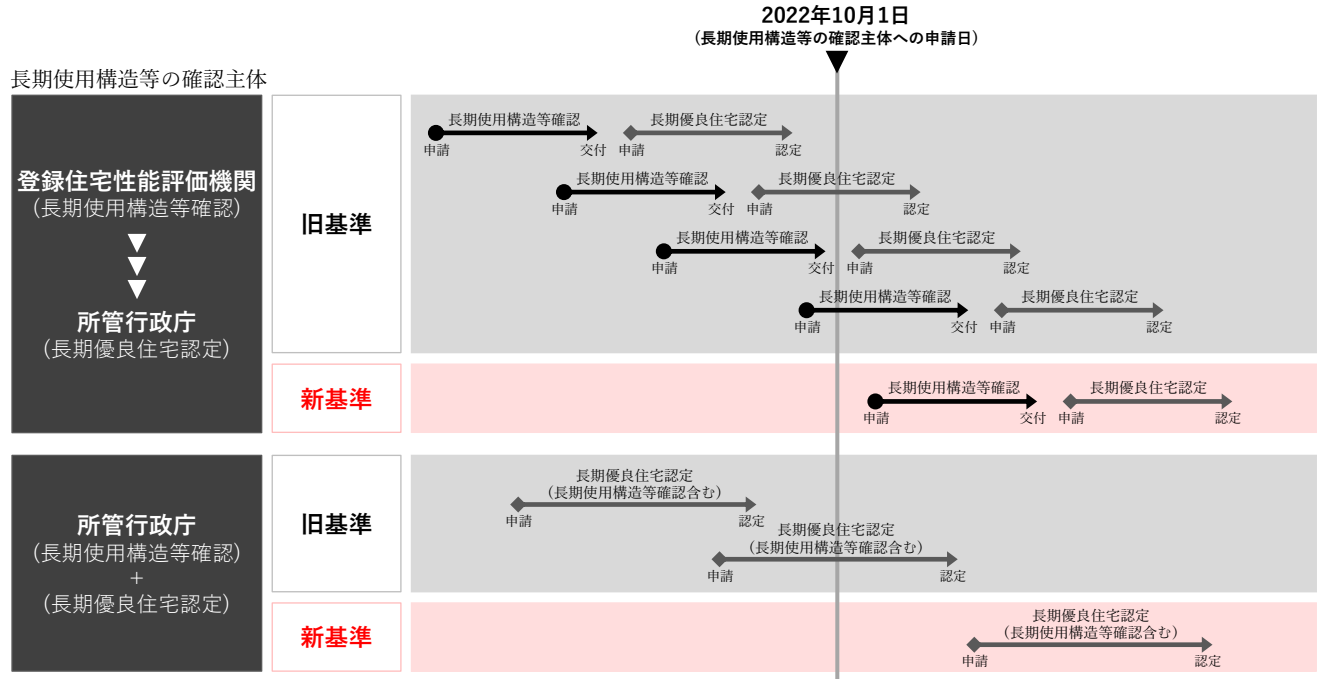 2022年10月1日
(長期使用構造等の確認主体への申請日)
長期使用構造等の確認主体
登録住宅性能評価機関
(長期使用構造等確認)
▼
▼
▼
所管行政庁
(長期優良住宅認定)
旧基準
長期使用構造等確認
申請
交付
長期優良住宅認定
申請
認定
長期使用構造等確認
申請
交付
長期優良住宅認定
申請
認定
長期使用構造等確認
申請
交付
長期優良住宅認定
申請
認定
長期使用構造等確認
申請
交付
長期優良住宅認定
申請
認定
新基準
長期使用構造等確認
申請
交付
長期優良住宅認定
申請
認定
所管行政庁
(長期使用構造等確認)
+
(長期優良住宅認定)
旧基準
長期優良住宅認定
(長期使用構造等確認含む)
申請
認定
長期優良住宅認定
(長期使用構造等確認含む)
申請
認定
新基準
長期優良住宅認定
(長期使用構造等確認含む)
申請
認定